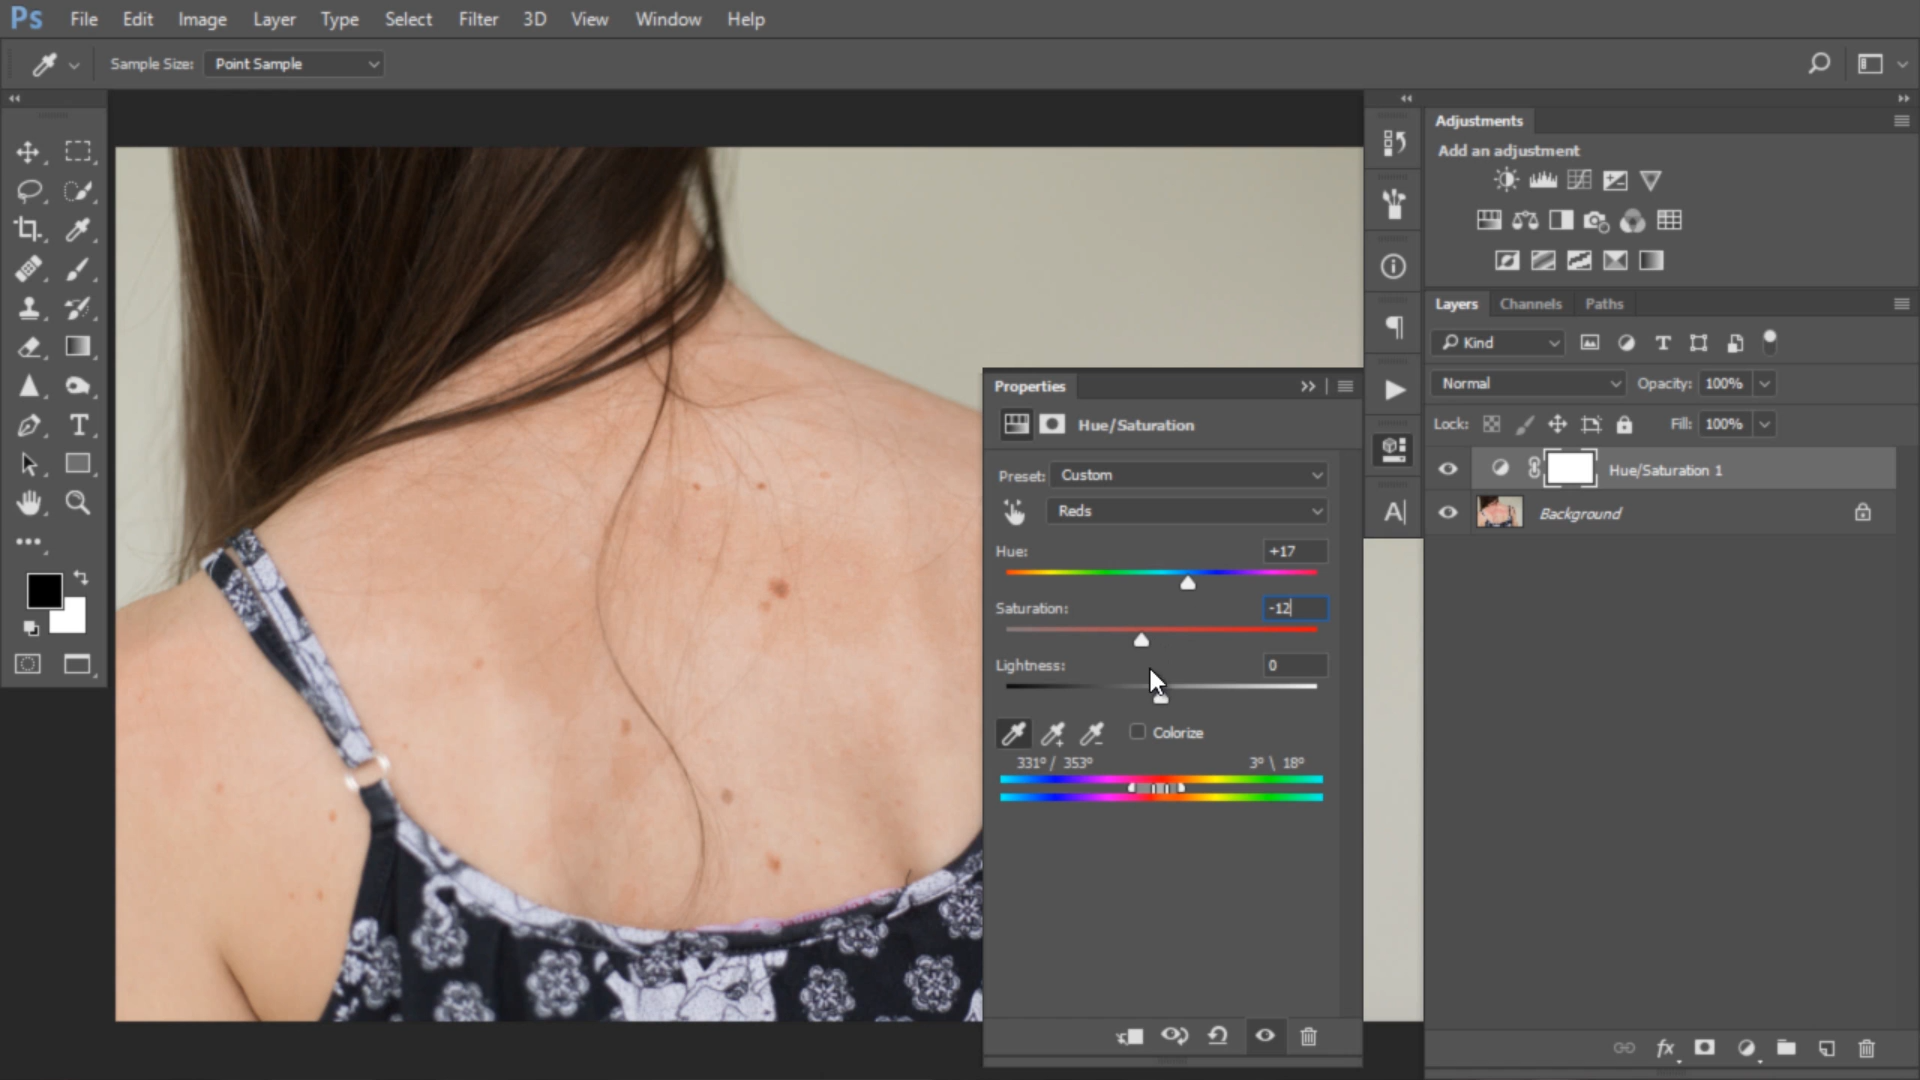 Ps File Edit Image Layer Type Select Filter 3D View Window Help
Sample Size: Point Sample
Adjustments
Add an adjustment
Layers Channels Paths
Kind
Normal Opacity: 100%
Lock: Fill: 100%
Hue/Saturation 1
Background
Properties
Hue/Saturation
Preset: Custom
Reds
Hue: +17
Saturation: -12
Lightness: 0
Colorize
331°/ 353° 3°\ 18°
fx